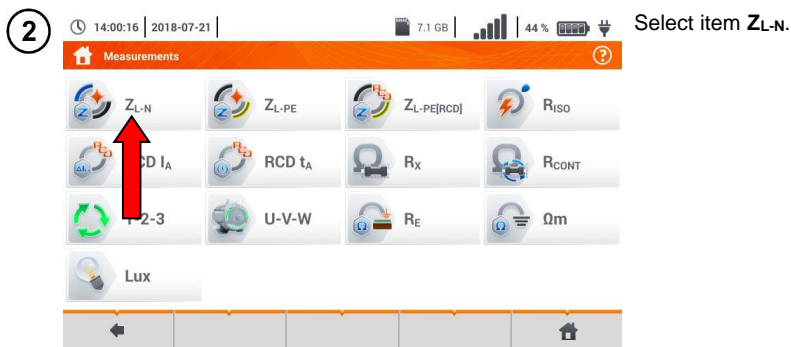 2
14:00:16 2018-07-21 7.1 GB 44 %
Select item ZL-N.
Measurements ?
ZL-N ZL-PE ZL-PE[RCD] RISO
CD IA RCD tA RX RCONT
-2-3 U-V-W RE Ωm
Lux